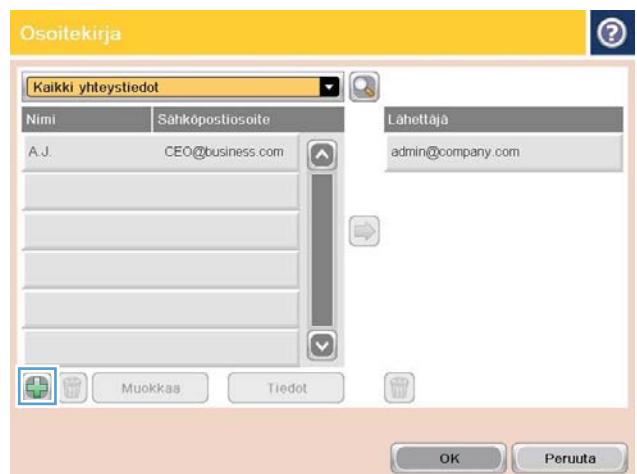 Osoitekirja
Kaikki yhteystiedot
Nimi Sähköpostiosoite Lähettäjä
A.J. CEO@business.com admin@company.com
Muokkaa Tiedot
OK Peruuta